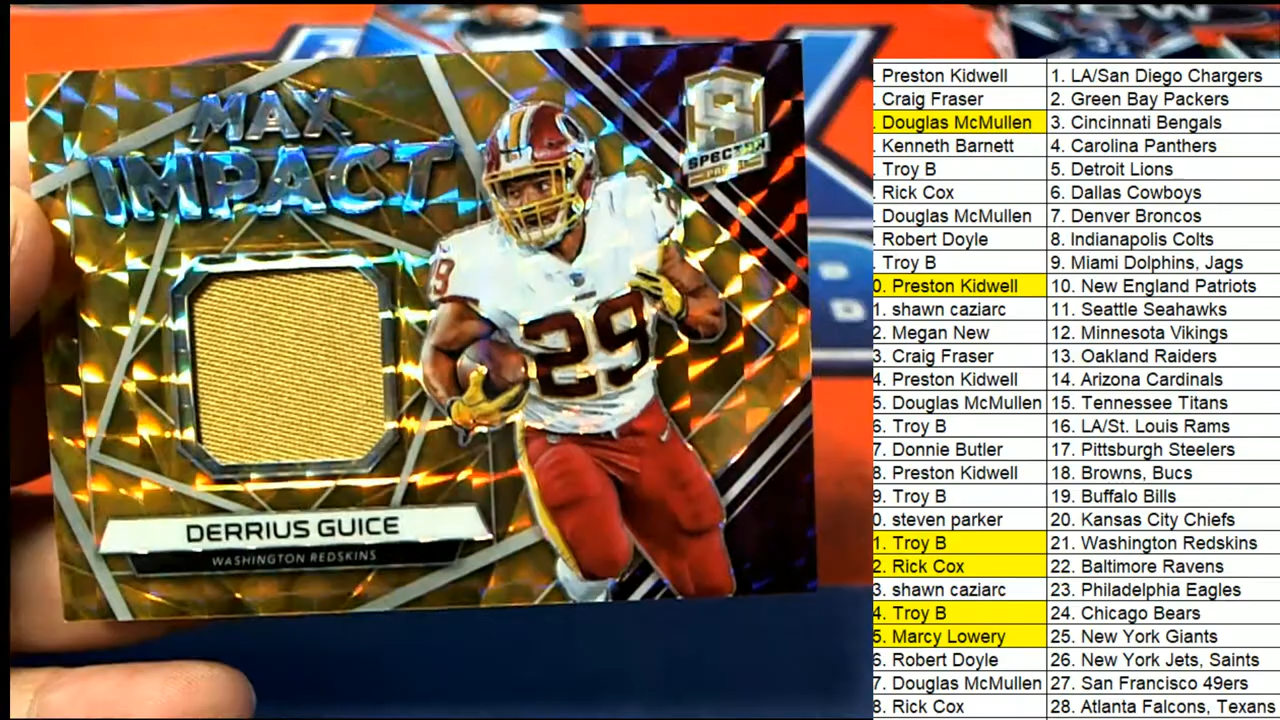 MAX
IMPACT
SPECTRA
29
29
DERRIUS GUICE
WASHINGTON REDSKINS
. Preston Kidwell 1. LA/San Diego Chargers
. Craig Fraser 2. Green Bay Packers
. Douglas McMullen 3. Cincinnati Bengals
. Kenneth Barnett 4. Carolina Panthers
. Troy B 5. Detroit Lions
. Rick Cox 6. Dallas Cowboys
. Douglas McMullen 7. Denver Broncos
. Robert Doyle 8. Indianapolis Colts
. Troy B 9. Miami Dolphins, Jags
0. Preston Kidwell 10. New England Patriots
1. shawn caziarc 11. Seattle Seahawks
2. Megan New 12. Minnesota Vikings
3. Craig Fraser 13. Oakland Raiders
4. Preston Kidwell 14. Arizona Cardinals
5. Douglas McMullen 15. Tennessee Titans
6. Troy B 16. LA/St. Louis Rams
7. Donnie Butler 17. Pittsburgh Steelers
8. Preston Kidwell 18. Browns, Bucs
9. Troy B 19. Buffalo Bills
0. steven parker 20. Kansas City Chiefs
1. Troy B 21. Washington Redskins
2. Rick Cox 22. Baltimore Ravens
3. shawn caziarc 23. Philadelphia Eagles
4. Troy B 24. Chicago Bears
5. Marcy Lowery 25. New York Giants
6. Robert Doyle 26. New York Jets, Saints
7. Douglas McMullen 27. San Francisco 49ers
8. Rick Cox 28. Atlanta Falcons, Texans